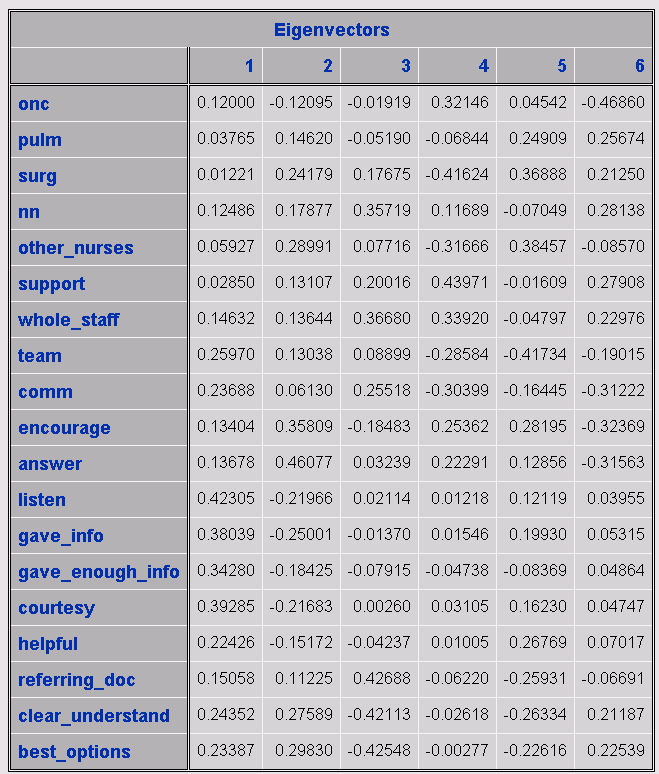 Eigenvectors
1 2 3 4 5 6
onc 0.12000 -0.12095 -0.01919 0.32146 0.04542 -0.46860
pulm 0.03765 0.14620 -0.05190 -0.06844 0.24909 0.25674
surg 0.01221 0.24179 0.17675 -0.41624 0.36888 0.21250
nn 0.12486 0.17877 0.35719 0.11689 -0.07049 0.28138
other_nurses 0.05927 0.28991 0.07716 -0.31666 0.38457 -0.08570
support 0.02850 0.13107 0.20016 0.43971 -0.01609 0.27908
whole_staff 0.14632 0.13644 0.36680 0.33920 -0.04797 0.22976
team 0.25970 0.13038 0.08899 -0.28584 -0.41734 -0.19015
comm 0.23688 0.06130 0.25518 -0.30399 -0.16445 -0.31222
encourage 0.13404 0.35809 -0.18483 0.25362 0.28195 -0.32369
answer 0.13678 0.46077 0.03239 0.22291 0.12856 -0.31563
listen 0.42305 -0.21966 0.02114 0.01218 0.12119 0.03955
gave_info 0.38039 -0.25001 -0.01370 0.01546 0.19930 0.05315
gave_enough_info 0.34280 -0.18425 -0.07915 -0.04738 -0.08369 0.04864
courtesy 0.39285 -0.21683 0.00260 0.03105 0.16230 0.04747
helpful 0.22426 -0.15172 -0.04237 0.01005 0.26769 0.07017
referring_doc 0.15058 0.11225 0.42688 -0.06220 -0.25931 -0.06691
clear_understand 0.24352 0.27589 -0.42113 -0.02618 -0.26334 0.21187
best_options 0.23387 0.29830 -0.42548 -0.00277 -0.22616 0.22539